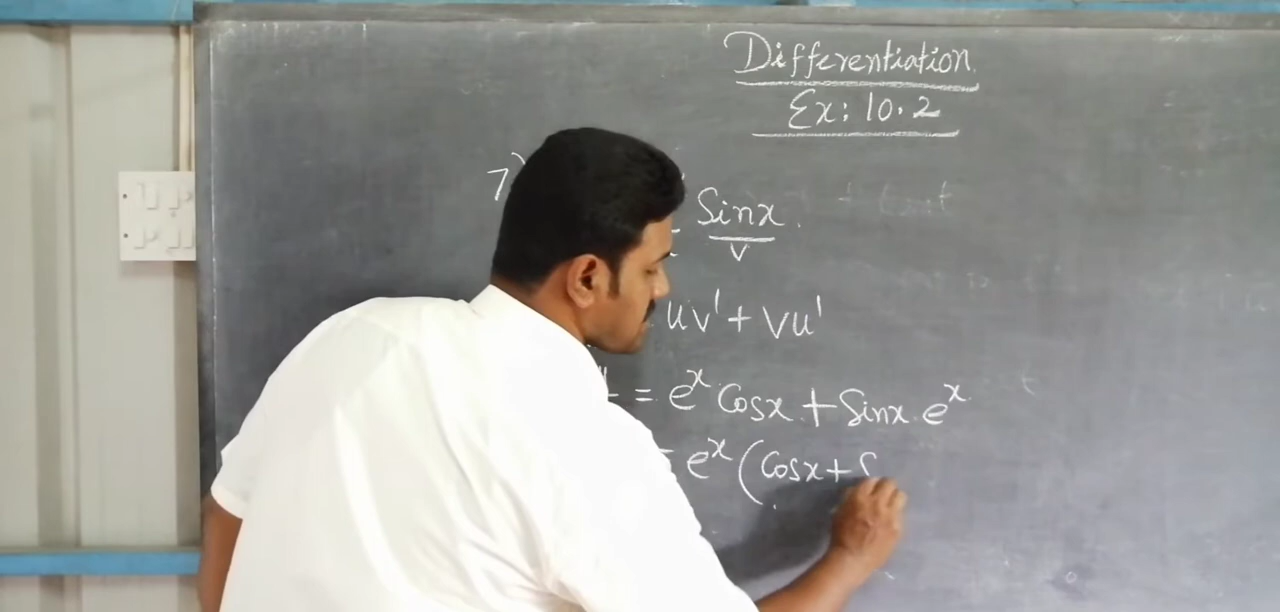 Differentiation
Ex: 10.2
7)
Sinx
v
uv' + vu'
= e^x Cosx + Sinx e^x
= e^x (Cosx + S